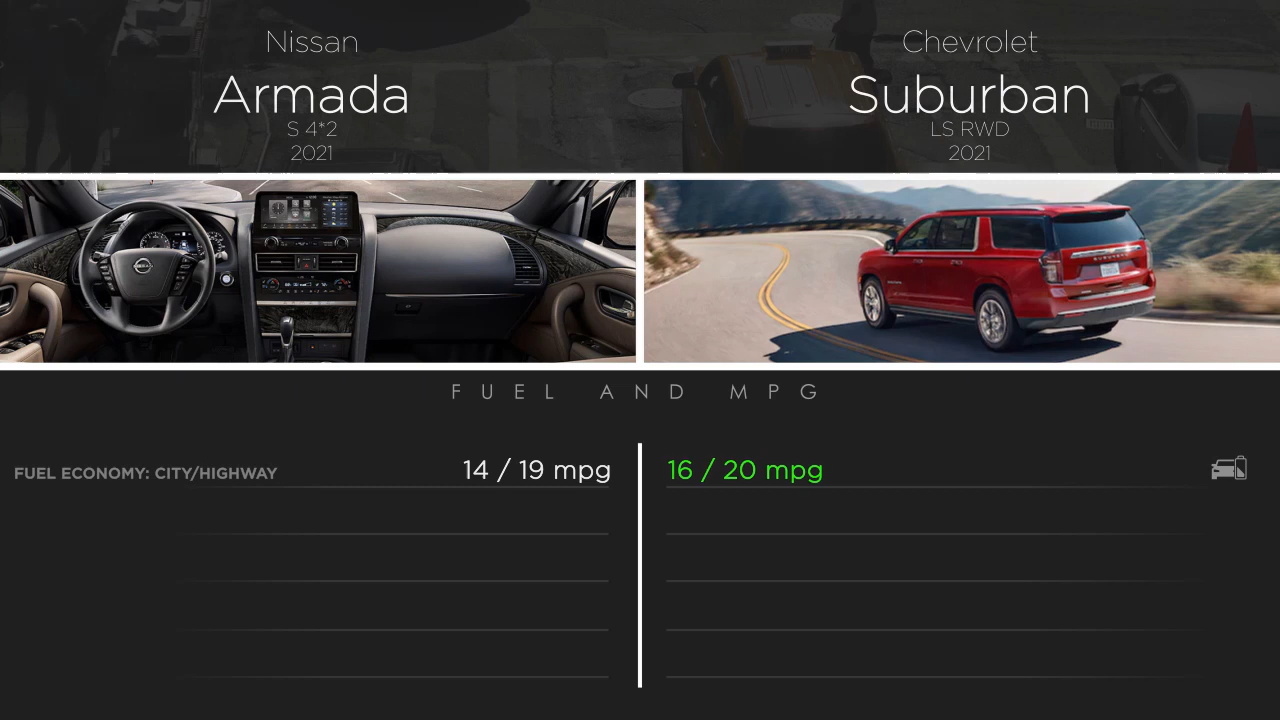 Nissan
Armada
S 4*2
2021
Chevrolet
Suburban
LS RWD
2021
FUEL AND MPG
FUEL ECONOMY: CITY/HIGHWAY
14 / 19 mpg
16 / 20 mpg